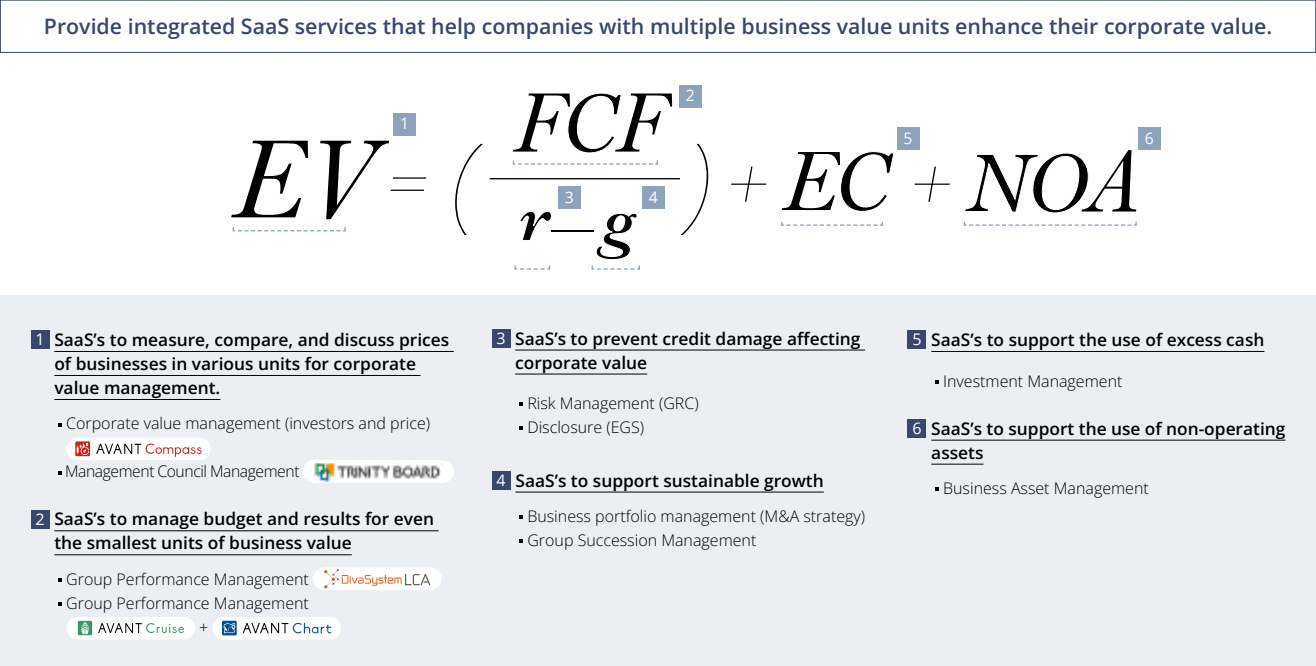 Provide integrated SaaS services that help companies with multiple business value units enhance their corporate value.
EV 1 = ( FCF 2
r 3 – g 4 ) + EC 5 + NOA 6
1 SaaS's to measure, compare, and discuss prices
of businesses in various units for corporate
value management.
▪ Corporate value management (investors and price)
AVANT Compass
▪ Management Council Management TRINITY BOARD
2 SaaS's to manage budget and results for even
the smallest units of business value
▪ Group Performance Management DivaSystem LCA
▪ Group Performance Management
AVANT Cruise + AVANT Chart
3 SaaS's to prevent credit damage affecting
corporate value
▪ Risk Management (GRC)
▪ Disclosure (EGS)
4 SaaS's to support sustainable growth
▪ Business portfolio management (M&A strategy)
▪ Group Succession Management
5 SaaS's to support the use of excess cash
▪ Investment Management
6 SaaS's to support the use of non-operating
assets
▪ Business Asset Management